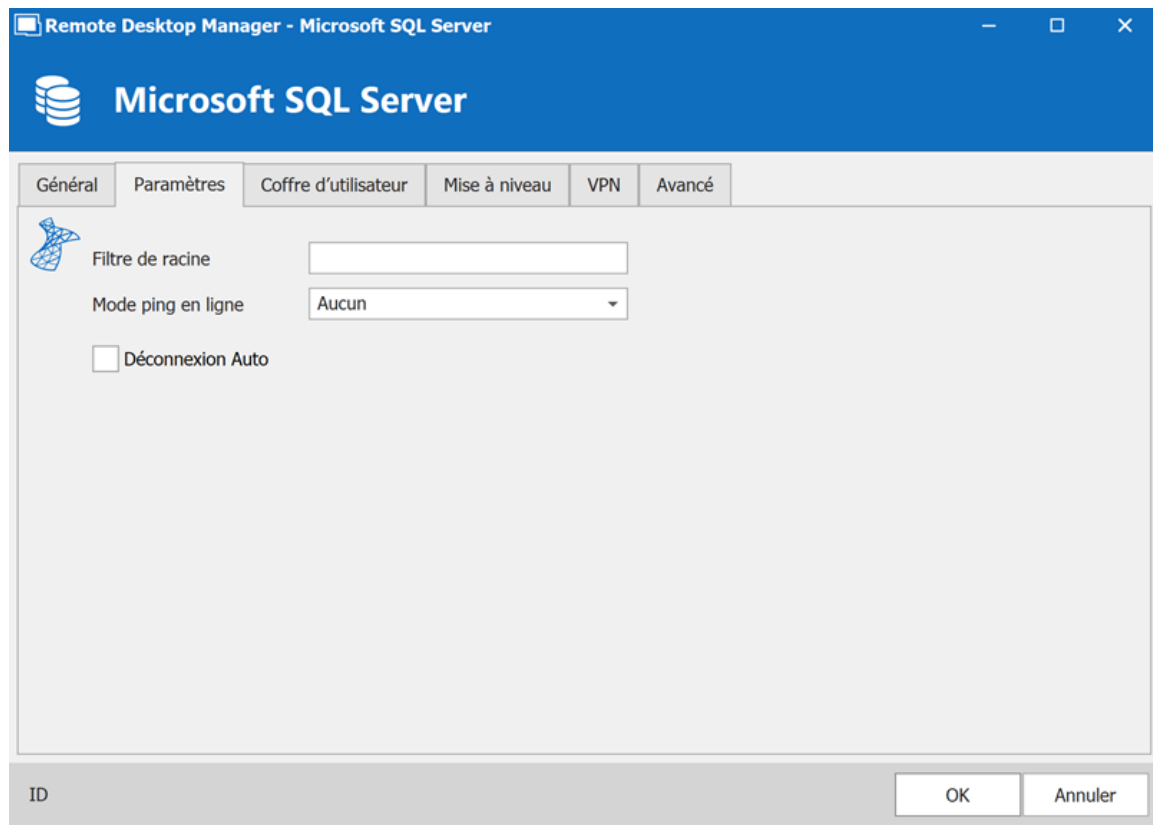 Remote Desktop Manager - Microsoft SQL Server
Microsoft SQL Server
Général Paramètres Coffre d'utilisateur Mise à niveau VPN Avancé
Filtre de racine
Mode ping en ligne Aucun
Déconnexion Auto
ID OK Annuler